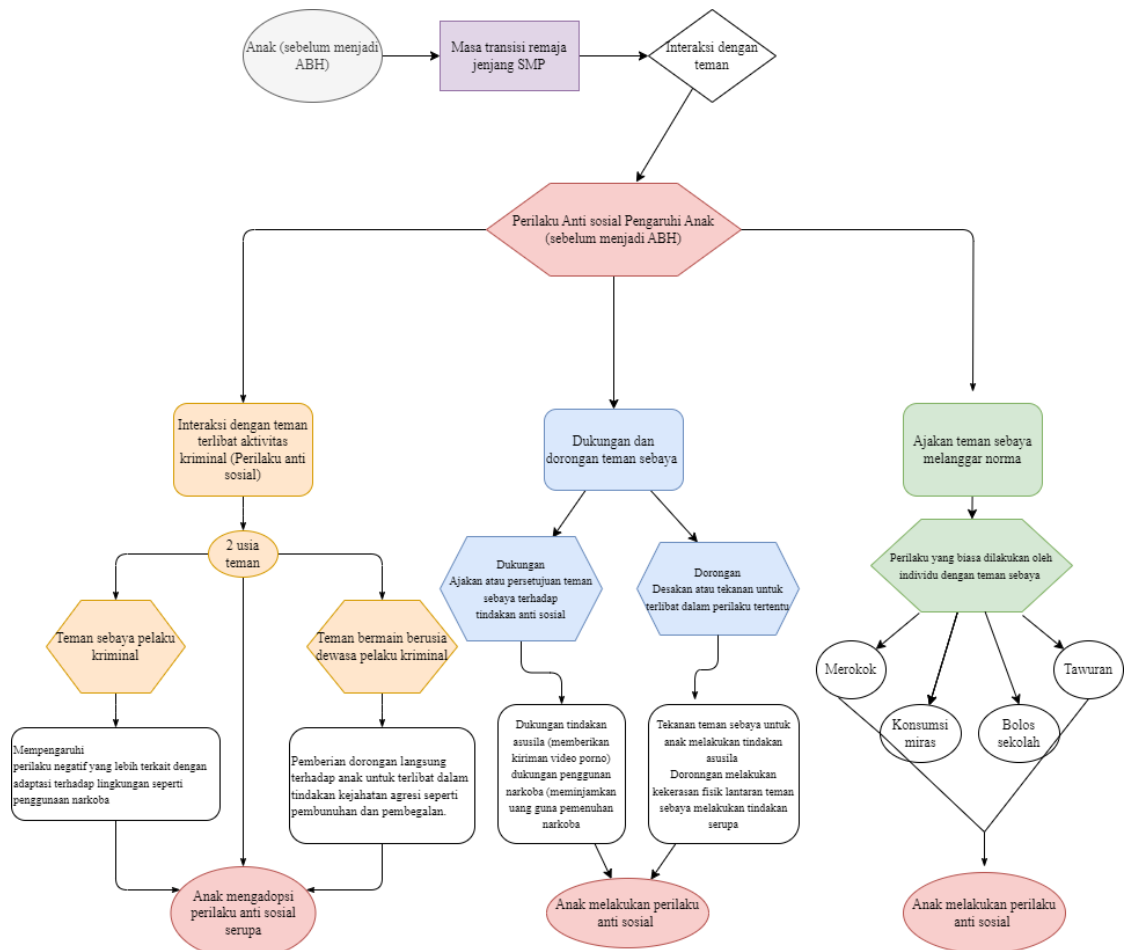 Anak (sebelum menjadi
ABH)
Masa transisi remaja
jenjang SMP
Interaksi dengan
teman
Perilaku Anti sosial Pengaruhi Anak
(sebelum menjadi ABH)
Interaksi dengan teman
terlibat aktivitas
kriminal (Perilaku anti
sosial)
Dukungan dan
dorongan teman sebaya
Ajakan teman sebaya
melanggar norma
2 usia
teman
Dukungan
Ajakan atau persetujuan teman
sebaya terhadap
tindakan anti sosial
Dorongan
Desakan atau tekanan untuk
terlibat dalam perilaku tertentu
Perilaku yang biasa dilakukan oleh
individu dengan teman sebaya
Teman sebaya pelaku
kriminal
Teman bermain berusia
dewasa pelaku kriminal
Merokok
Tawuran
Konsumsi
miras
Bolos
sekolah
Mempengaruhi
perilaku negatif yang lebih terkait dengan
adaptasi terhadap lingkungan seperti
penggunaan narkoba
Pemberian dorongan langsung
terhadap anak untuk terlibat dalam
tindakan kejahatan agresi seperti
pembunuhan dan pembegalan.
Dukungan tindakan
asusila (memberikan
kiriman video porno)
dukungan penggunan
narkoba (meminjamkan
uang guna pemenuhan
narkoba
Tekanan teman sebaya untuk
anak melakukan tindakan
asusila
Doronngan melakukan
kekerasan fisik lantaran teman
sebaya melakukan tindakan
serupa
Anak mengadopsi
perilaku anti sosial
serupa
Anak melakukan perilaku
anti sosial
Anak melakukan perilaku
anti sosial